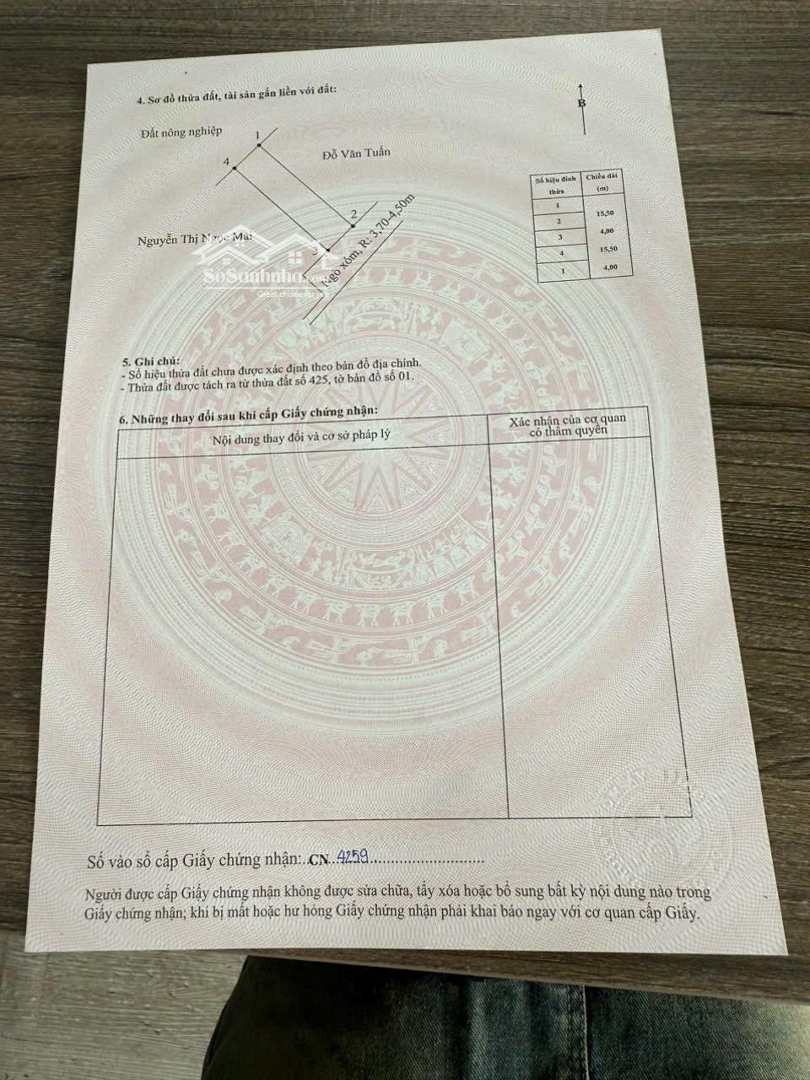 4. Sơ đồ thửa đất, tài sản gắn liền với đất:
B
Đất nông nghiệp
1
Đỗ Văn Tuấn
4
2
Nguyễn Thị Ngọc Mai
3
Ngõ xóm, R: 3,70-4,50m
SoSanhnha
Số hiệu đỉnh thửa
Chiều dài (m)
1
15,50
2
4,00
3
15,50
4
4,00
1
5. Ghi chú:
- Số hiệu thửa đất chưa được xác định theo bản đồ địa chính.
- Thửa đất được tách ra từ thửa đất số 425, tờ bản đồ số 01.
6. Những thay đổi sau khi cấp Giấy chứng nhận:
Nội dung thay đổi và cơ sở pháp lý
Xác nhận của cơ quan
có thẩm quyền
Số vào sổ cấp Giấy chứng nhận:..CN..4259............................
Người được cấp Giấy chứng nhận không được sửa chữa, tẩy xóa hoặc bổ sung bất kỳ nội dung nào trong
Giấy chứng nhận; khi bị mất hoặc hư hỏng Giấy chứng nhận phải khai báo ngay với cơ quan cấp Giấy.